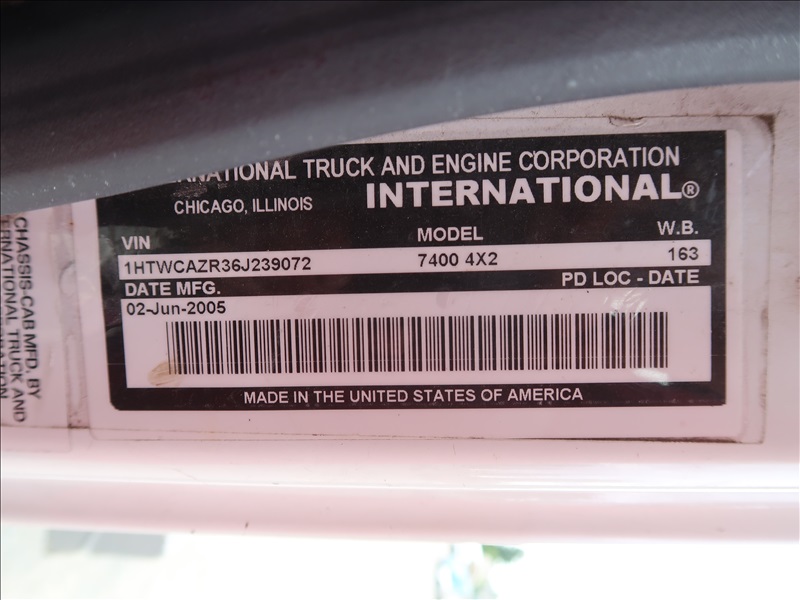 NATIONAL TRUCK AND ENGINE CORPORATION
CHICAGO, ILLINOIS INTERNATIONAL®
VIN MODEL W.B.
1HTWCAZR36J239072 7400 4X2 163
DATE MFG. PD LOC - DATE
02-Jun-2005
MADE IN THE UNITED STATES OF AMERICA
CHASSIS-CAB MFD. BY
ERNATIONAL TRUCK AND